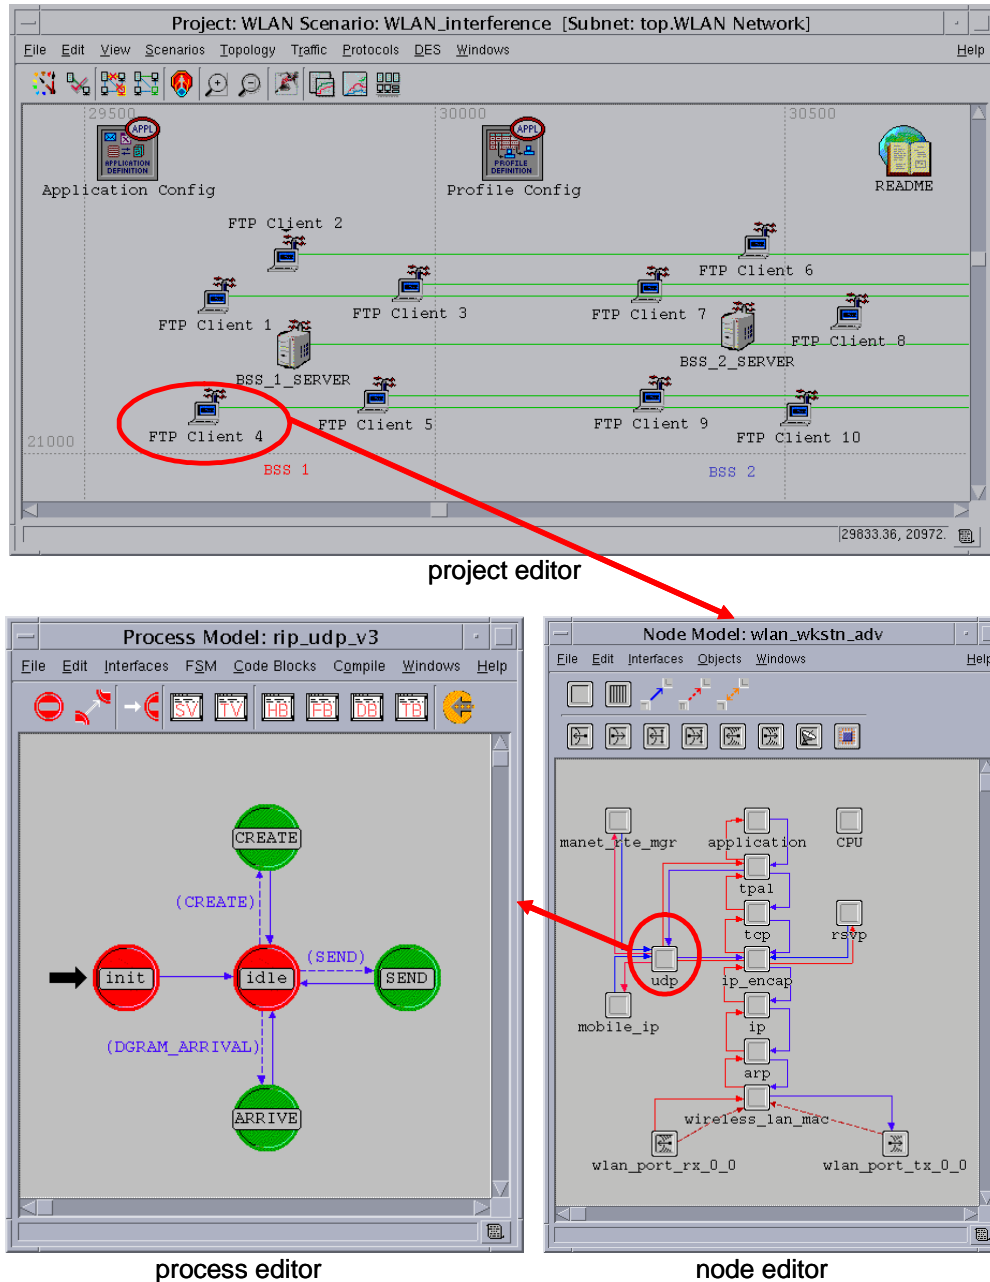 Project: WLAN Scenario: WLAN_interference [Subnet: top.WLAN Network]
File Edit View Scenarios Topology Traffic Protocols DES Windows Help
29500 30000 30500
APPL APPL
APPLICATION DEFINITION
PROFILE DEFINITION
Application Config Profile Config README
FTP Client 2
FTP Client 6
FTP Client 1 FTP Client 3 FTP Client 7 FTP Client 8
BSS_1_SERVER BSS_2_SERVER
FTP Client 4 FTP Client 5 FTP Client 9 FTP Client 10
21000
BSS 1 BSS 2
29833.36, 20972.
project editor
Process Model: rip_udp_v3
File Edit Interfaces FSM Code Blocks Compile Windows Help
SV TV HB FB DB TB
CREATE
(CREATE)
(SEND)
init idle SEND
(DGRAM_ARRIVAL)
ARRIVE
process editor
Node Model: wlan_wkstn_adv
File Edit Interfaces Objects Windows Help
manet_rte_mgr application CPU
tpal
tcp rsvp
udp ip_encap
mobile_ip ip
arp
wireless_lan_mac
wlan_port_rx_0_0 wlan_port_tx_0_0
node editor